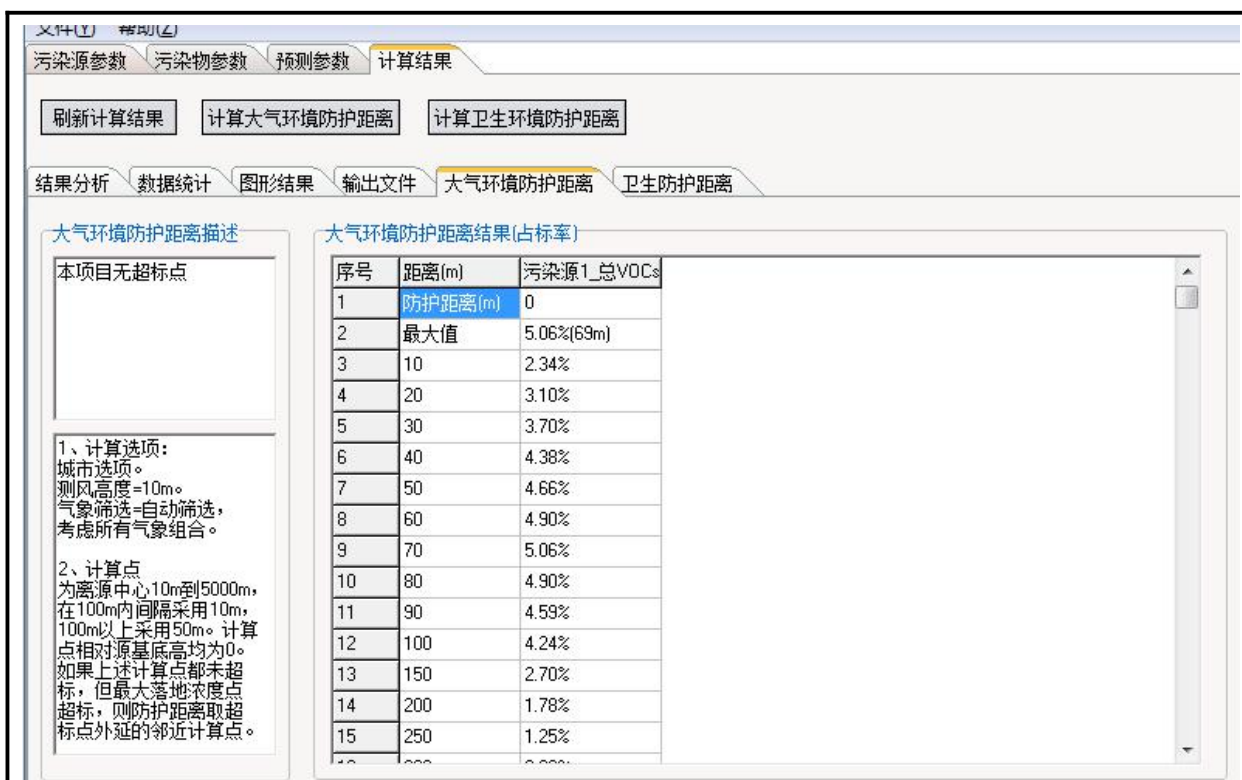 文件(Y) 帮助(Z)
污染源参数 污染物参数 预测参数 计算结果
刷新计算结果 计算大气环境防护距离 计算卫生环境防护距离
结果分析 数据统计 图形结果 输出文件 大气环境防护距离 卫生防护距离
大气环境防护距离描述
本项目无超标点
1、计算选项:
城市选项。
测风高度=10m。
气象筛选=自动筛选,
考虑所有气象组合。
2、计算点
为离源中心10m到5000m,
在100m内间隔采用10m,
100m以上采用50m。计算
点相对源基底高均为0。
如果上述计算点都未超
标,但最大落地浓度点
超标,则防护距离取超
标点外延的邻近计算点。
大气环境防护距离结果(占标率)
序号 距离(m) 污染源1_总VOCs
1 防护距离(m) 0
2 最大值 5.06%(69m)
3 10 2.34%
4 20 3.10%
5 30 3.70%
6 40 4.38%
7 50 4.66%
8 60 4.90%
9 70 5.06%
10 80 4.90%
11 90 4.59%
12 100 4.24%
13 150 2.70%
14 200 1.78%
15 250 1.25%